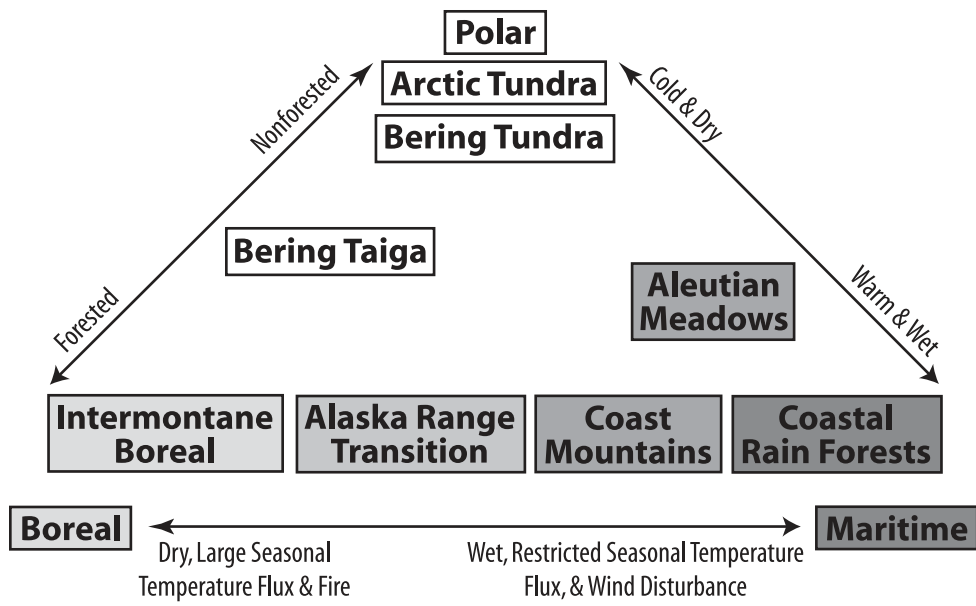 Polar
Arctic Tundra
Bering Tundra
Nonforested
Cold & Dry
Bering Taiga
Aleutian
Meadows
Forested
Warm & Wet
Intermontane
Boreal
Alaska Range
Transition
Coast
Mountains
Coastal
Rain Forests
Boreal
Maritime
Dry, Large Seasonal
Temperature Flux & Fire
Wet, Restricted Seasonal Temperature
Flux, & Wind Disturbance